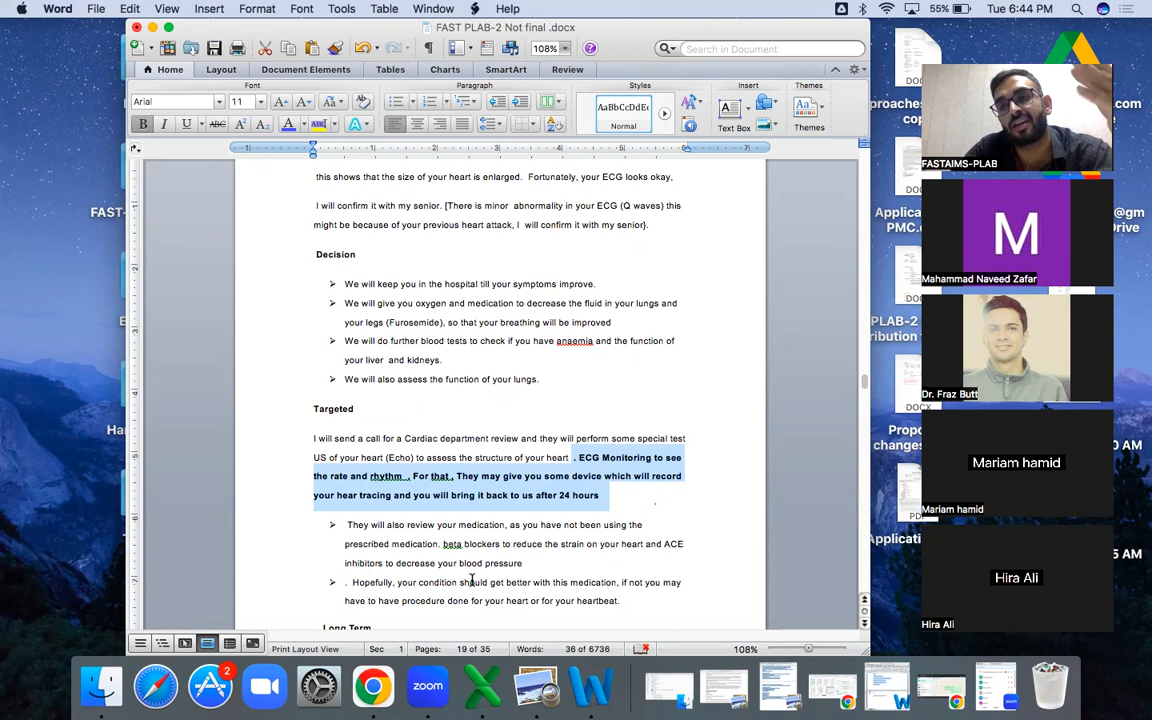 Word File Edit View Insert Format Font Tools Table Window Help 55% Tue 6:44 PM
FAST PLAB-2 Not final .docx
108% Search in Document
Home Layout Document Elements Tables Charts SmartArt Review
Font Paragraph Styles Insert Themes
Arial 11 AaBbCcDdEe
Normal Text Box Themes
this shows that the size of your heart is enlarged. Fortunately, your ECG looks okay,
I will confirm it with my senior. [There is minor abnormality in your ECG (Q waves) this
might be because of your previous heart attack, I will confirm it with my senior}.
Decision
We will keep you in the hospital till your symptoms improve.
We will give you oxygen and medication to decrease the fluid in your lungs and
your legs (Furosemide), so that your breathing will be improved
We will do further blood tests to check if you have anaemia and the function of
your liver and kidneys.
We will also assess the function of your lungs.
Targeted
I will send a call for a Cardiac department review and they will perform some special test
US of your heart (Echo) to assess the structure of your heart . ECG Monitoring to see
the rate and rhythm . For that , They may give you some device which will record
your hear tracing and you will bring it back to us after 24 hours
They will also review your medication, as you have not been using the
prescribed medication. beta blockers to reduce the strain on your heart and ACE
inhibitors to decrease your blood pressure
. Hopefully, your condition should get better with this medication, if not you may
have to have procedure done for your heart or for your heartbeat.
Long Term
Print Layout View Sec 1 Pages: 19 of 35 Words: 36 of 6736 108%
FASTAIMS-PLAB
M
Mahammad Naveed Zafar
Dr. Fraz Butt
Mariam hamid
Mariam hamid
Hira Ali
Hira Ali
FAST-
proaches
Applica
PMC.
@gm
Drive
PLAB-2
DOCX
Propo
changes
Applicati
zoom
2